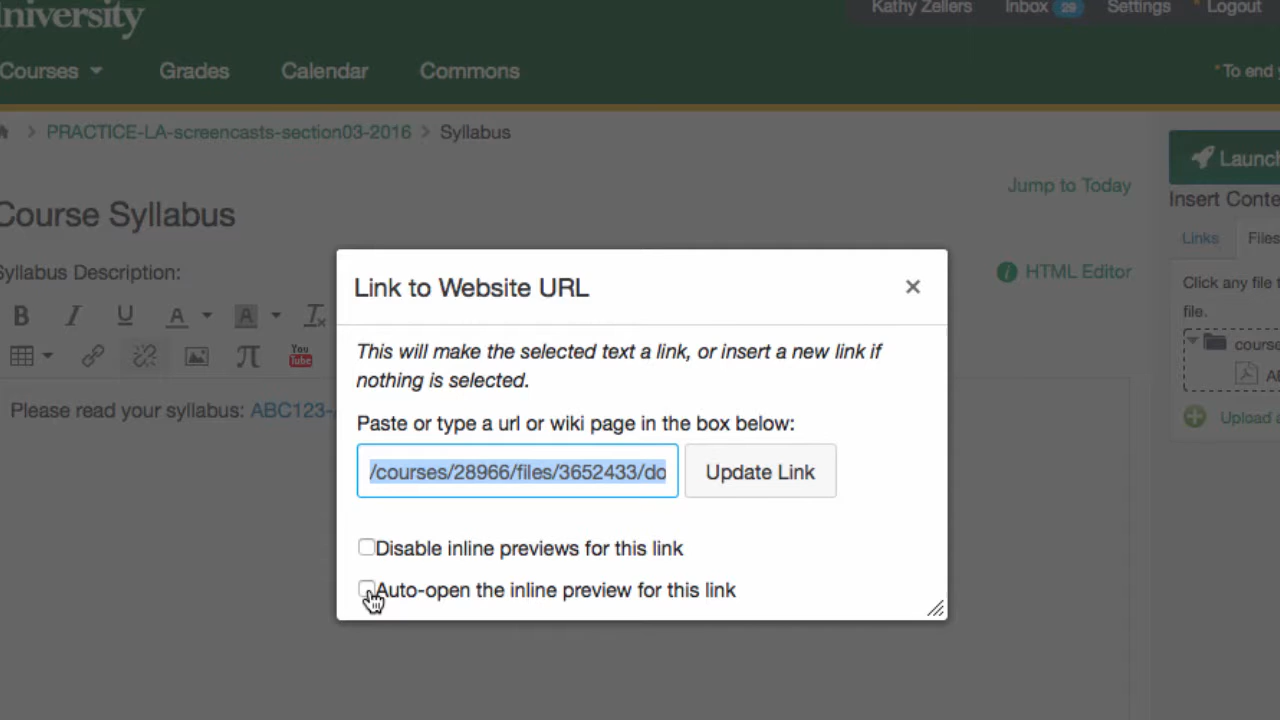 University
Kathy Zellers Inbox 29 Settings * Logout
Courses Grades Calendar Commons
*To end
PRACTICE-LA-screencasts-section03-2016 > Syllabus
Launch
Jump to Today
Insert
Course Syllabus
Links Files
Syllabus Description:
HTML Editor
Click any file
file.
B I U A A Tx
π You Tube
Link to Website URL
×
This will make the selected text a link, or insert a new link if
nothing is selected.
Paste or type a url or wiki page in the box below:
/courses/28966/files/3652433/do
Update Link
Disable inline previews for this link
Auto-open the inline preview for this link
Please read your syllabus: ABC123-
course
Upload